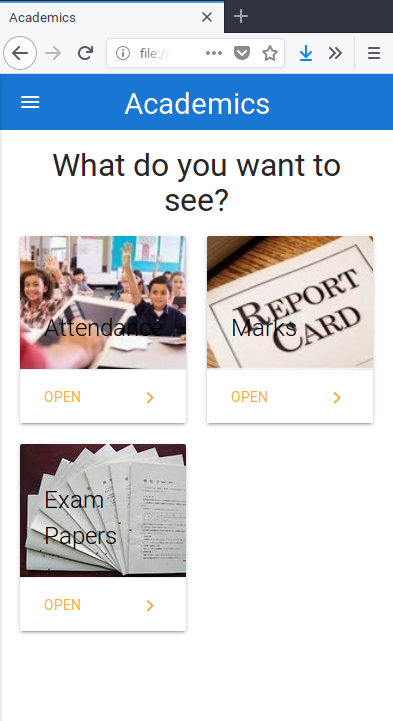 Academics
file://
Academics
What do you want to
see?
Attendance
REPORT
CARD
Marks
OPEN
OPEN
Exam
Papers
OPEN